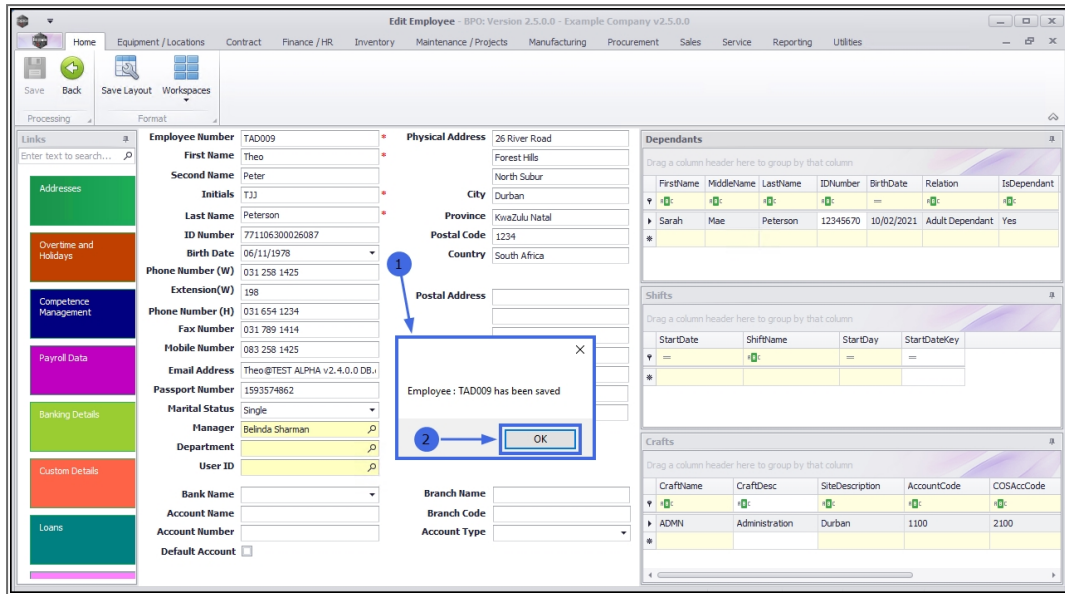 Edit Employee - BPO: Version 2.5.0.0 - Example Company v2.5.0.0
Home Equipment / Locations Contract Finance / HR Inventory Maintenance / Projects Manufacturing Procurement Sales Service Reporting Utilities
Save Back Save Layout Workspaces
Processing Format
Links
Enter text to search...
Addresses
Overtime and
Holidays
Competence
Management
Payroll Data
Banking Details
Custom Details
Loans
Employee Number TAD009 *
First Name Theo *
Second Name Peter
Initials TJJ *
Last Name Peterson *
ID Number 771106300026087
Birth Date 06/11/1978
Phone Number (W) 031 258 1425
Extension(W) 198
Phone Number (H) 031 654 1234
Fax Number 031 789 1414
Mobile Number 083 258 1425
Email Address Theo@TEST ALPHA v2.4.0.0 DB.
Passport Number 1593574862
Marital Status Single
Manager Belinda Sharman
Department
User ID
Bank Name
Account Name
Account Number
Default Account
Physical Address 26 River Road
Forest Hills
North Subur
City Durban
Province KwaZulu Natal
Postal Code 1234
Country South Africa
Postal Address
Branch Name
Branch Code
Account Type
1
Employee : TAD009 has been saved
2
OK
Dependants
Drag a column header here to group by that column
FirstName MiddleName LastName IDNumber BirthDate Relation IsDependant
Sarah Mae Peterson 12345670 10/02/2021 Adult Dependant Yes
Shifts
Drag a column header here to group by that column
StartDate ShiftName StartDay StartDateKey
Crafts
Drag a column header here to group by that column
CraftName CraftDesc SiteDescription AccountCode COSAccCode
ADMN Administration Durban 1100 2100